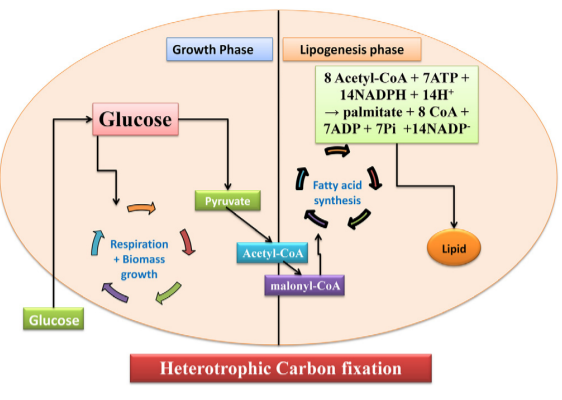 Growth Phase
Lipogenesis phase
8 Acetyl-CoA + 7ATP +
14NADPH + 14H⁺
→ palmitate + 8 CoA +
7ADP + 7Pi +14NADP⁻
Glucose
Fatty acid
synthesis
Pyruvate
Respiration
+ Biomass
growth
Acetyl-CoA
Lipid
malonyl-CoA
Glucose
Heterotrophic Carbon fixation